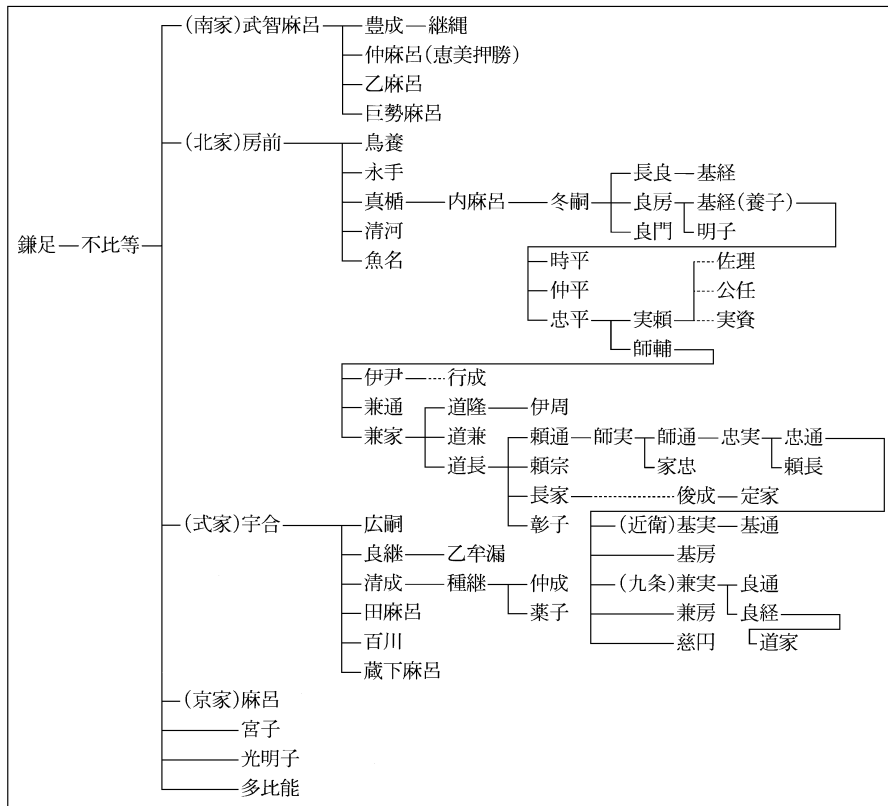 (南家)武智麻呂 豊成 継縄
仲麻呂(恵美押勝)
乙麻呂
巨勢麻呂
(北家)房前 鳥養
永手 長良 基経
真楯 内麻呂 冬嗣 良房 基経(養子)
清河 良門 明子
鎌足 不比等
魚名 時平 佐理
仲平 公任
忠平 実頼 実資
師輔
伊尹 行成
兼通 道隆 伊周
兼家 道兼 頼通 師実 師通 忠実 忠通
道長 頼宗 家忠 頼長
長家 俊成 定家
(式家)宇合 広嗣 彰子 (近衛)基実 基通
良継 乙牟漏 基房
清成 種継 仲成 (九条)兼実 良通
田麻呂 薬子 兼房 良経
百川 慈円 道家
蔵下麻呂
(京家)麻呂
宮子
光明子
多比能